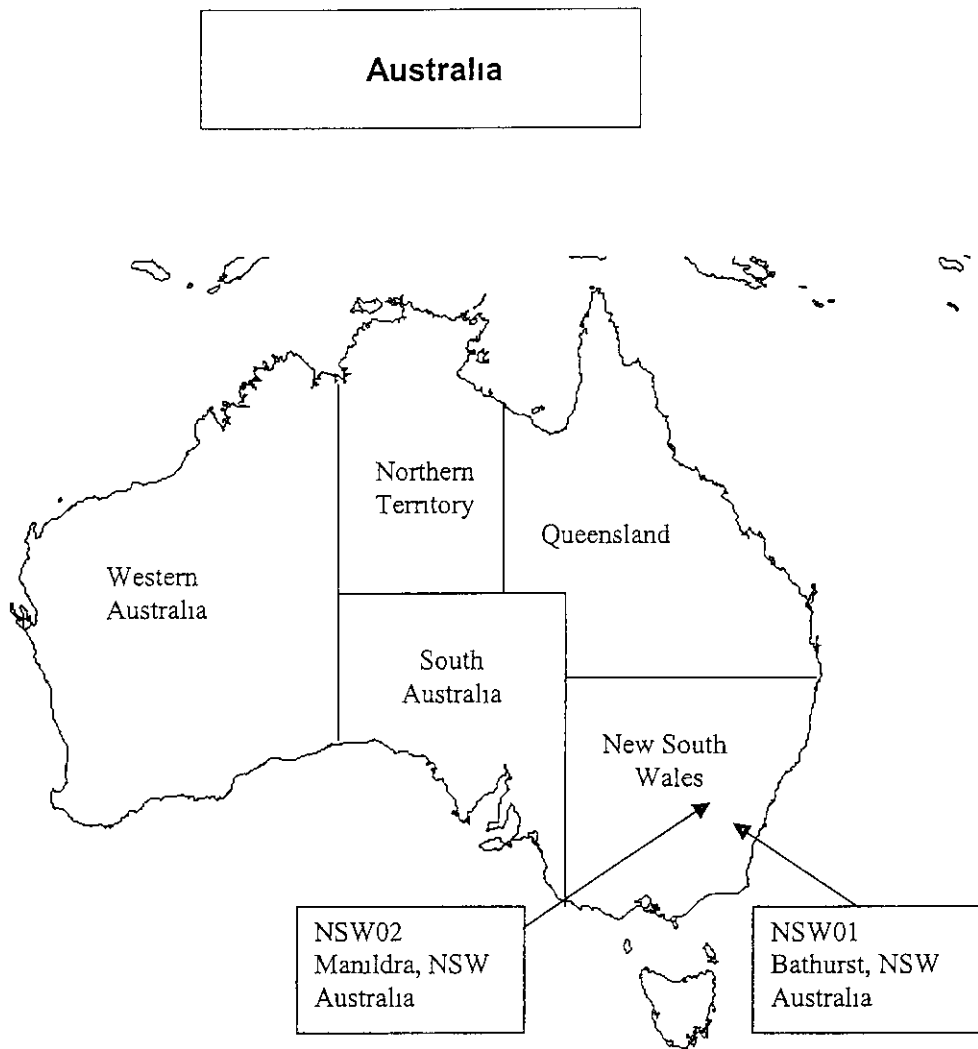 Australia
Northern
Territory
Queensland
Western
Australia
South
Australia
New South
Wales
NSW02
Manildra, NSW
Australia
NSW01
Bathurst, NSW
Australia